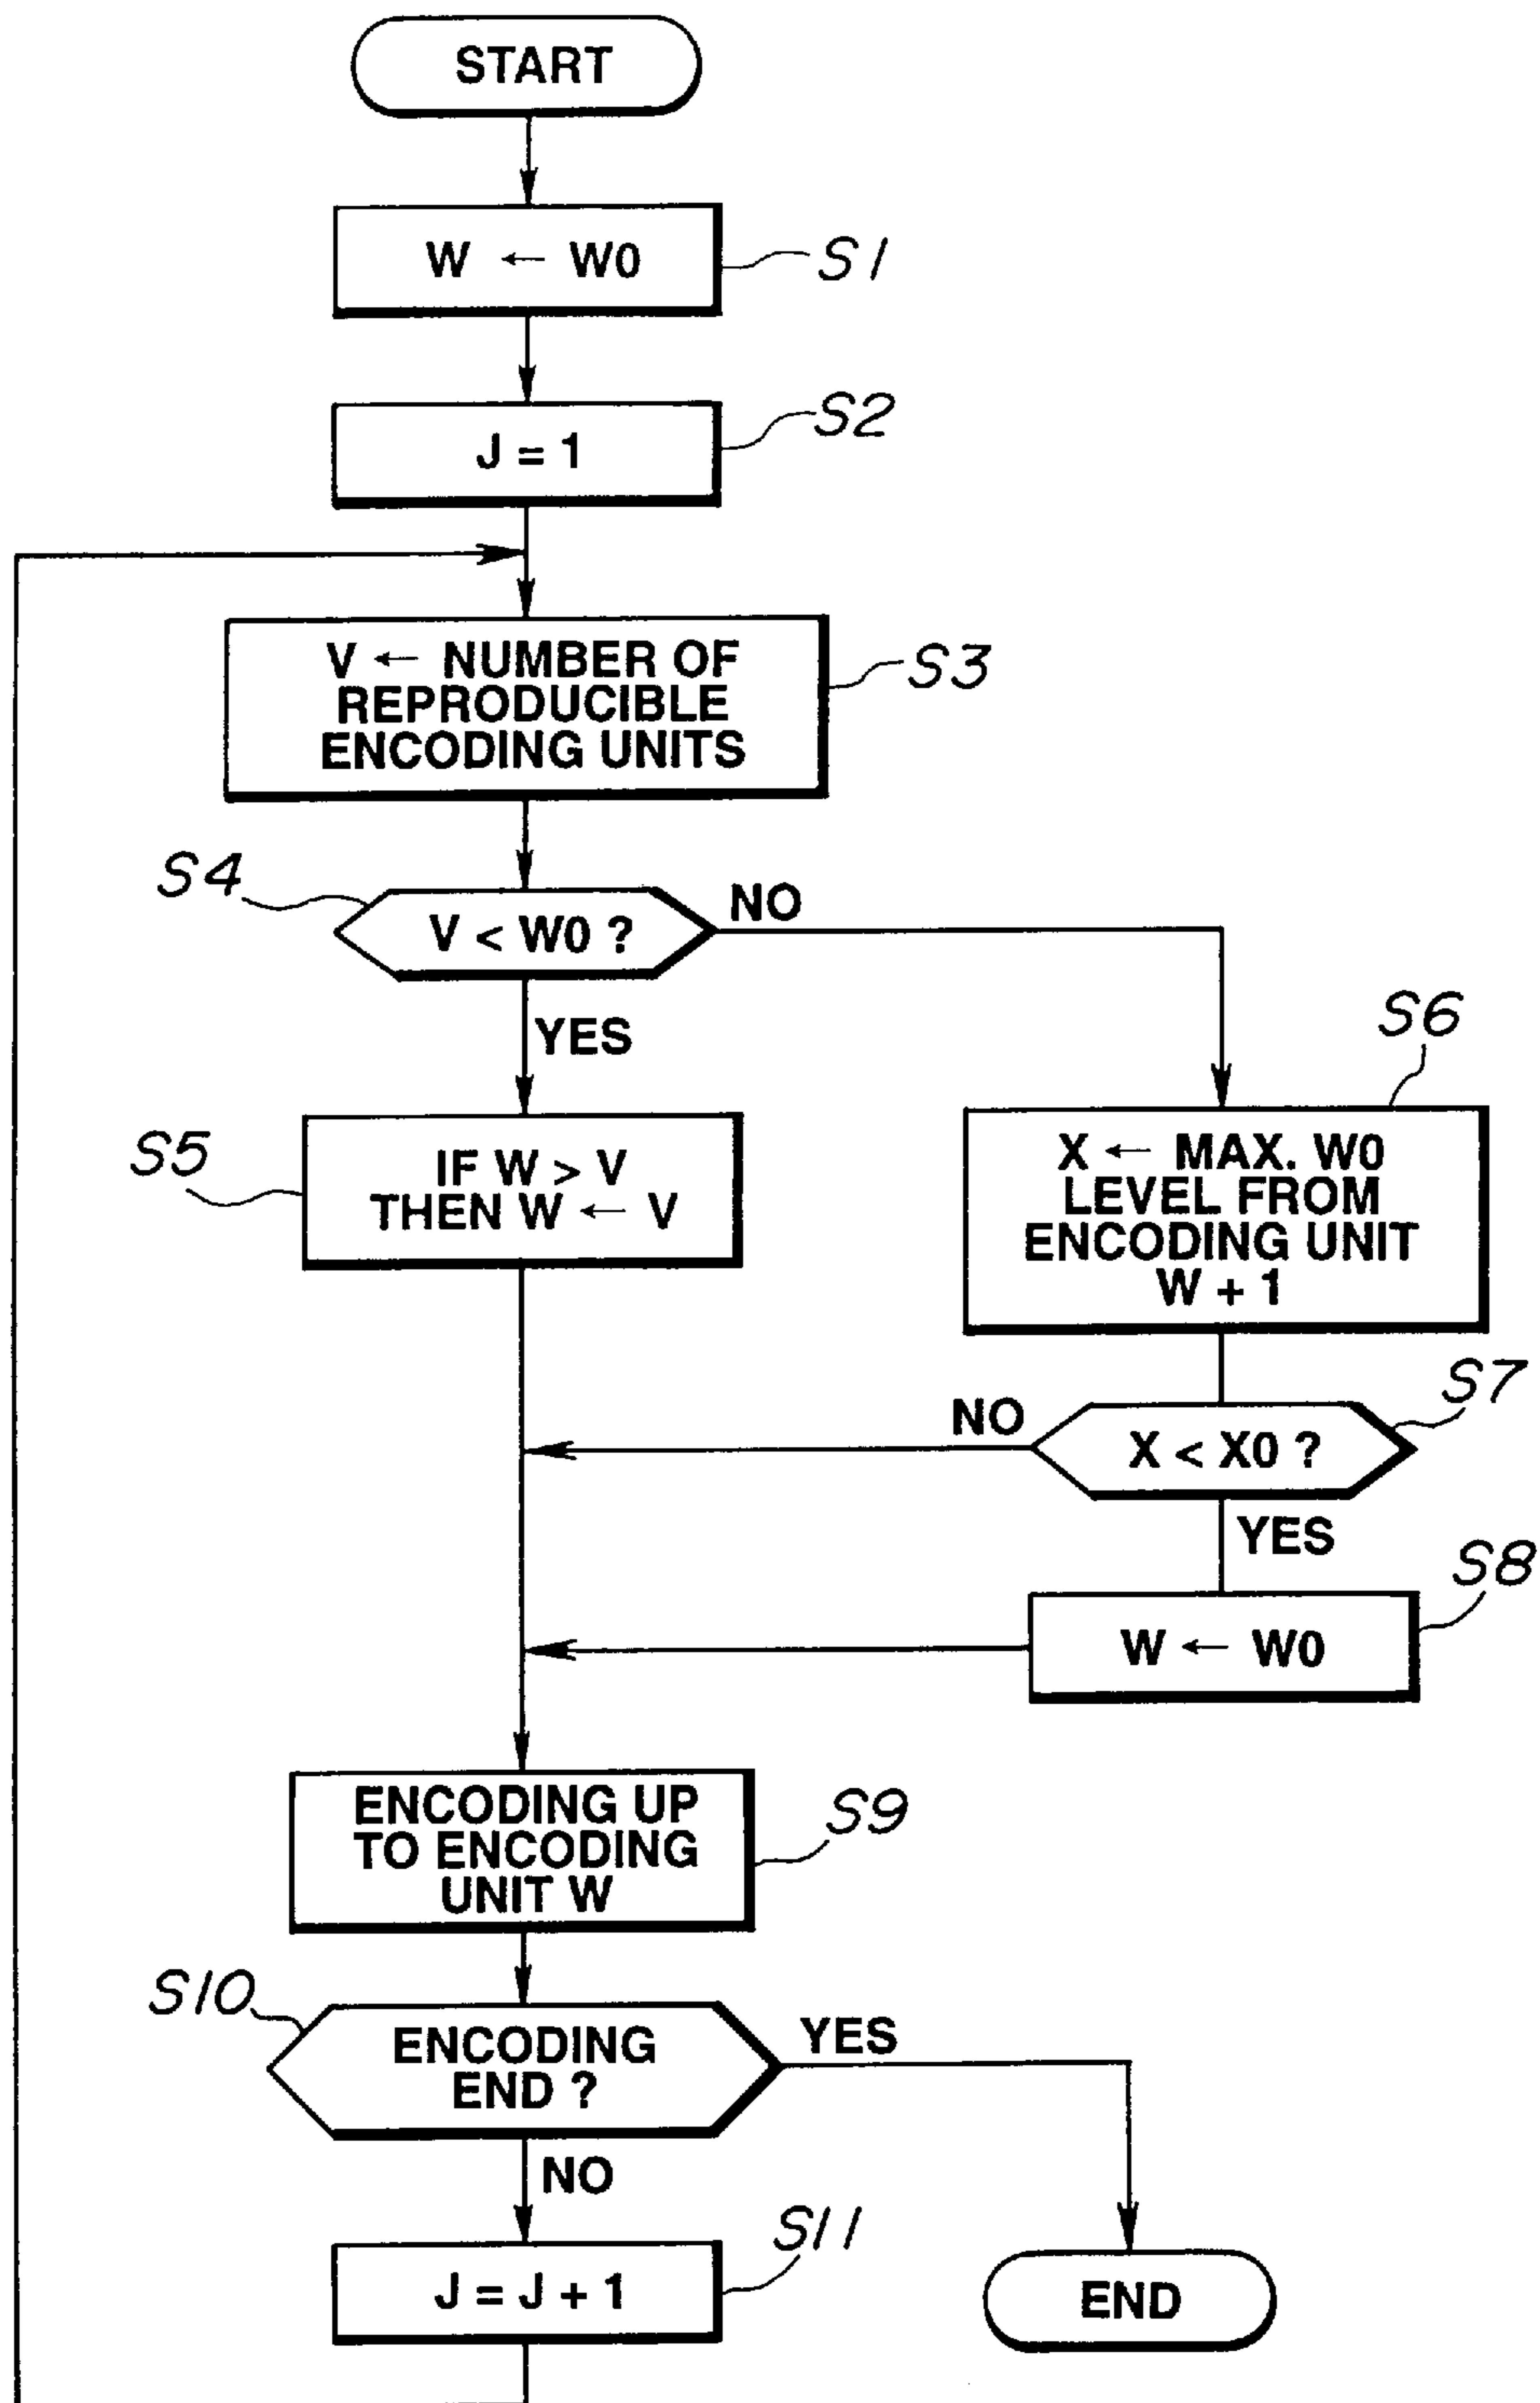 START
W ← W0
S1
J = 1
S2
V ← NUMBER OF
REPRODUCIBLE
ENCODING UNITS
S3
S4
V < W0 ?
NO
YES
S5
IF W > V
THEN W ← V
S6
X ← MAX. W0
LEVEL FROM
ENCODING UNIT
W + 1
S7
NO
X < X0 ?
YES
S8
W ← W0
ENCODING UP
TO ENCODING
UNIT W
S9
S10
ENCODING
END ?
YES
NO
S11
J = J + 1
END